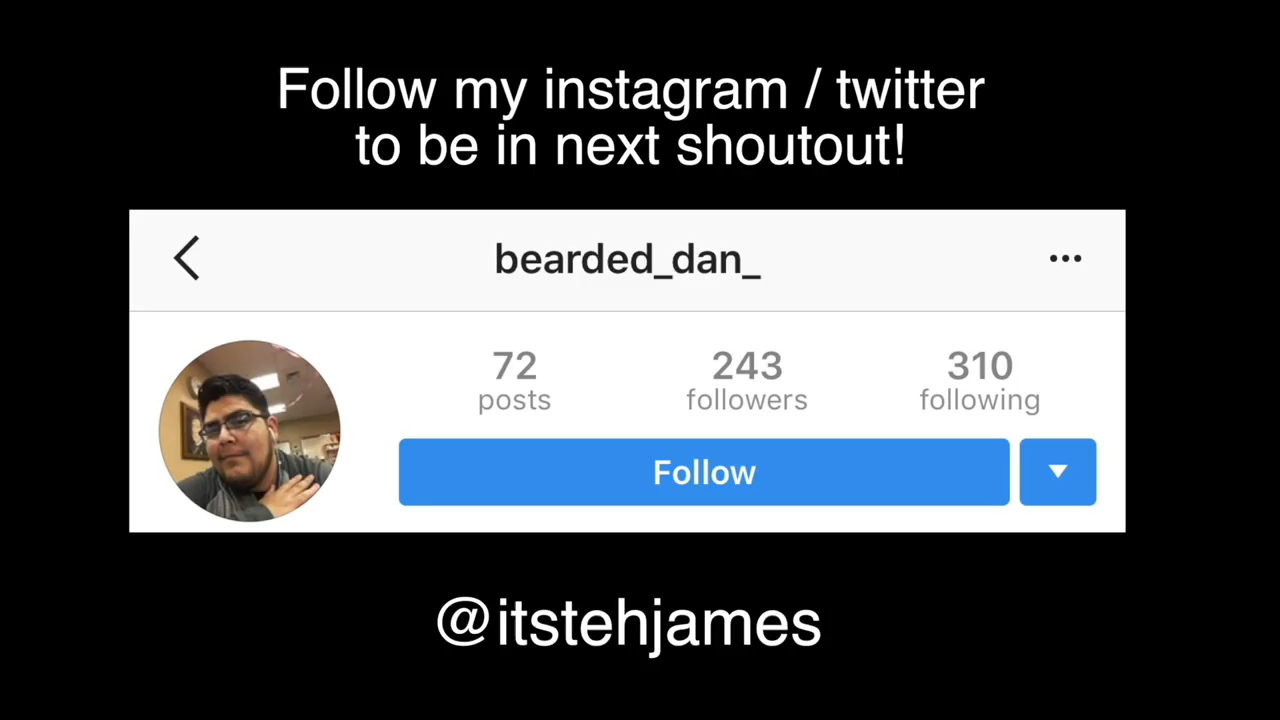 Follow my instagram / twitter
to be in next shoutout!
bearded_dan_
72 243 310
posts followers following
Follow
@itstehjames